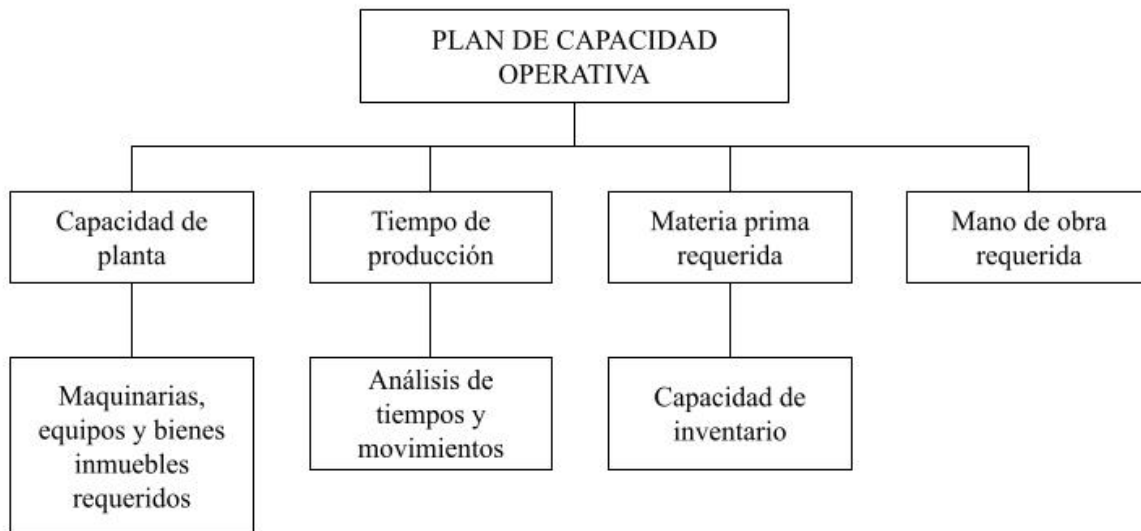 PLAN DE CAPACIDAD
OPERATIVA
Capacidad de
planta
Tiempo de
producción
Materia prima
requerida
Mano de obra
requerida
Maquinarias,
equipos y bienes
inmuebles
requeridos
Análisis de
tiempos y
movimientos
Capacidad de
inventario